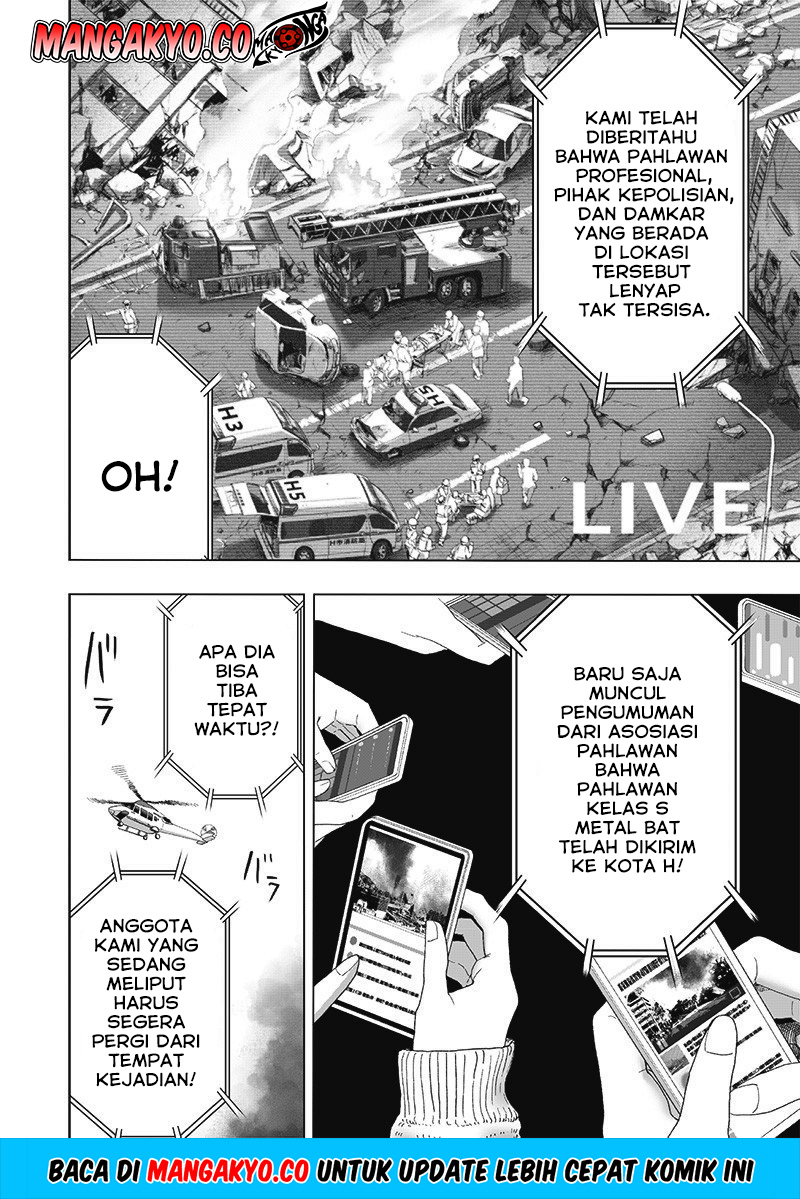 MANGAKYO.CO
KAMI TELAH
DIBERITAHU
BAHWA PAHLAWAN
PROFESIONAL,
PIHAK KEPOLISIAN,
DAN DAMKAR
YANG BERADA
DI LOKASI
TERSEBUT
LENYAP
TAK TERSISA.
OH!
H3
H5
H5
LIVE
BARU SAJA
MUNCUL
PENGUMUMAN
DARI ASOSIASI
PAHLAWAN
BAHWA
PAHLAWAN
KELAS S
METAL BAT
TELAH DIKIRIM
KE KOTA H!
APA DIA
BISA
TIBA
TEPAT
WAKTU?!
バラ
バラ
ANGGOTA
KAMI YANG
SEDANG
MELIPUT
HARUS
SEGERA
PERGI DARI
TEMPAT
KEJADIAN!
BACA DI MANGAKYO.CO UNTUK UPDATE LEBIH CEPAT KOMIK INI